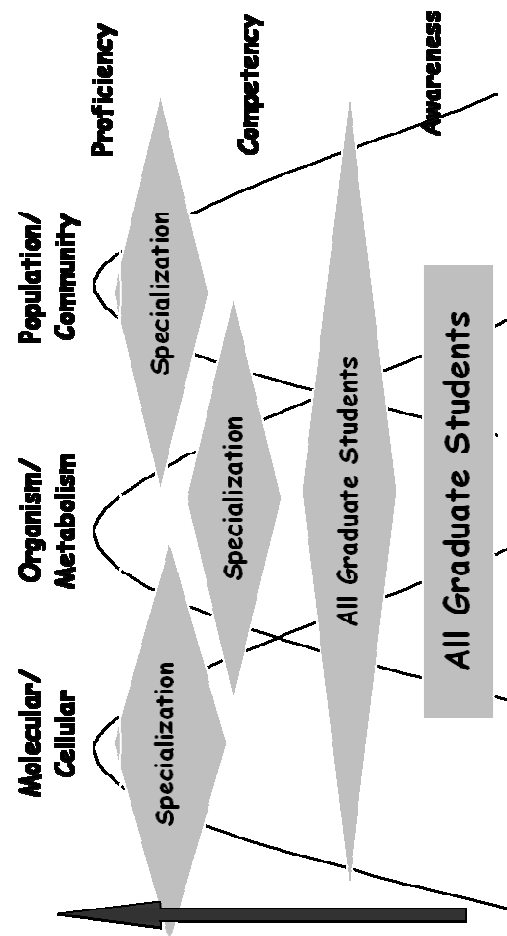 Molecular/
Cellular
Organism/
Metabolism
Population/
Community
Proficiency
Specialization
Specialization
Specialization
Competency
All Graduate Students
Awareness
All Graduate Students